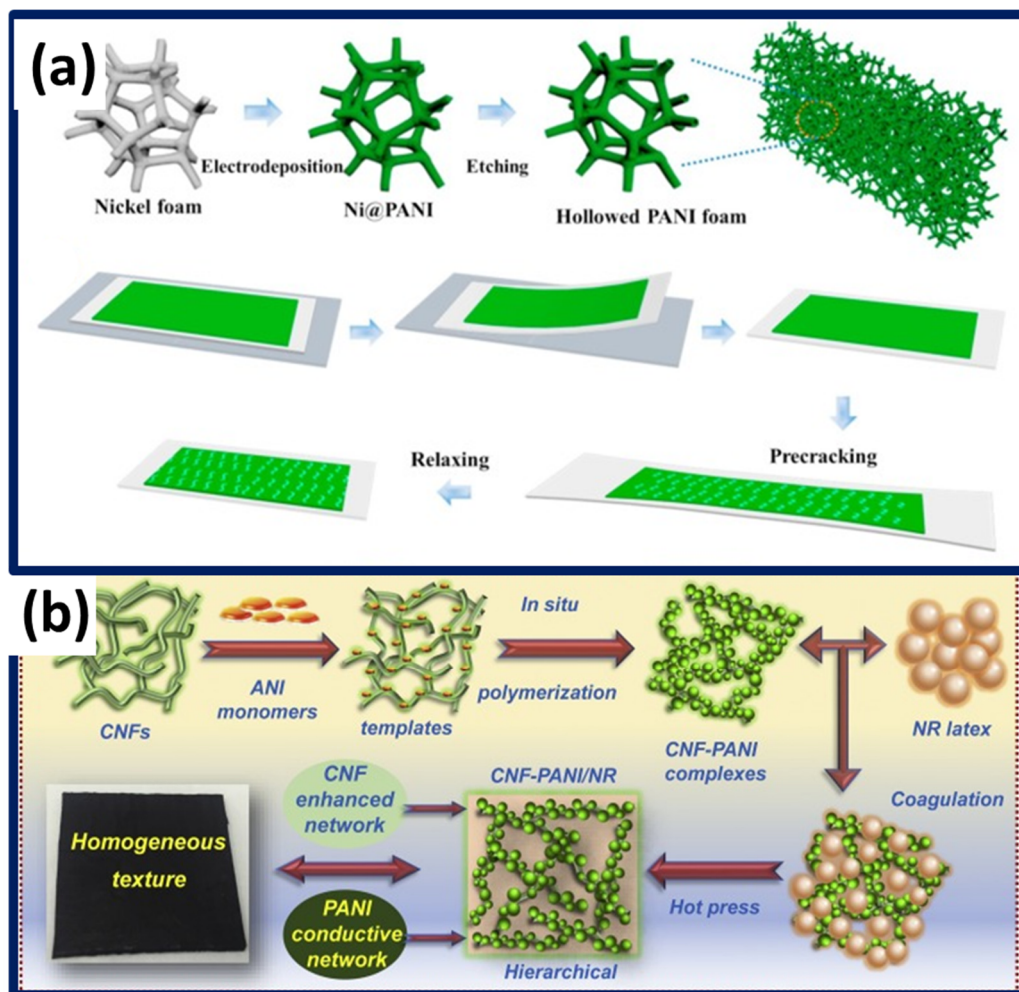 (a)
Electrodeposition
Etching
Nickel foam
Ni@PANI
Hollowed PANI foam
Relaxing
Precracking
(b)
CNFs
ANI
monomers
templates
In situ
polymerization
CNF-PANI
complexes
NR latex
Coagulation
Hot press
CNF-PANI/NR
Hierarchical
CNF
enhanced
network
PANI
conductive
network
Homogeneous
texture